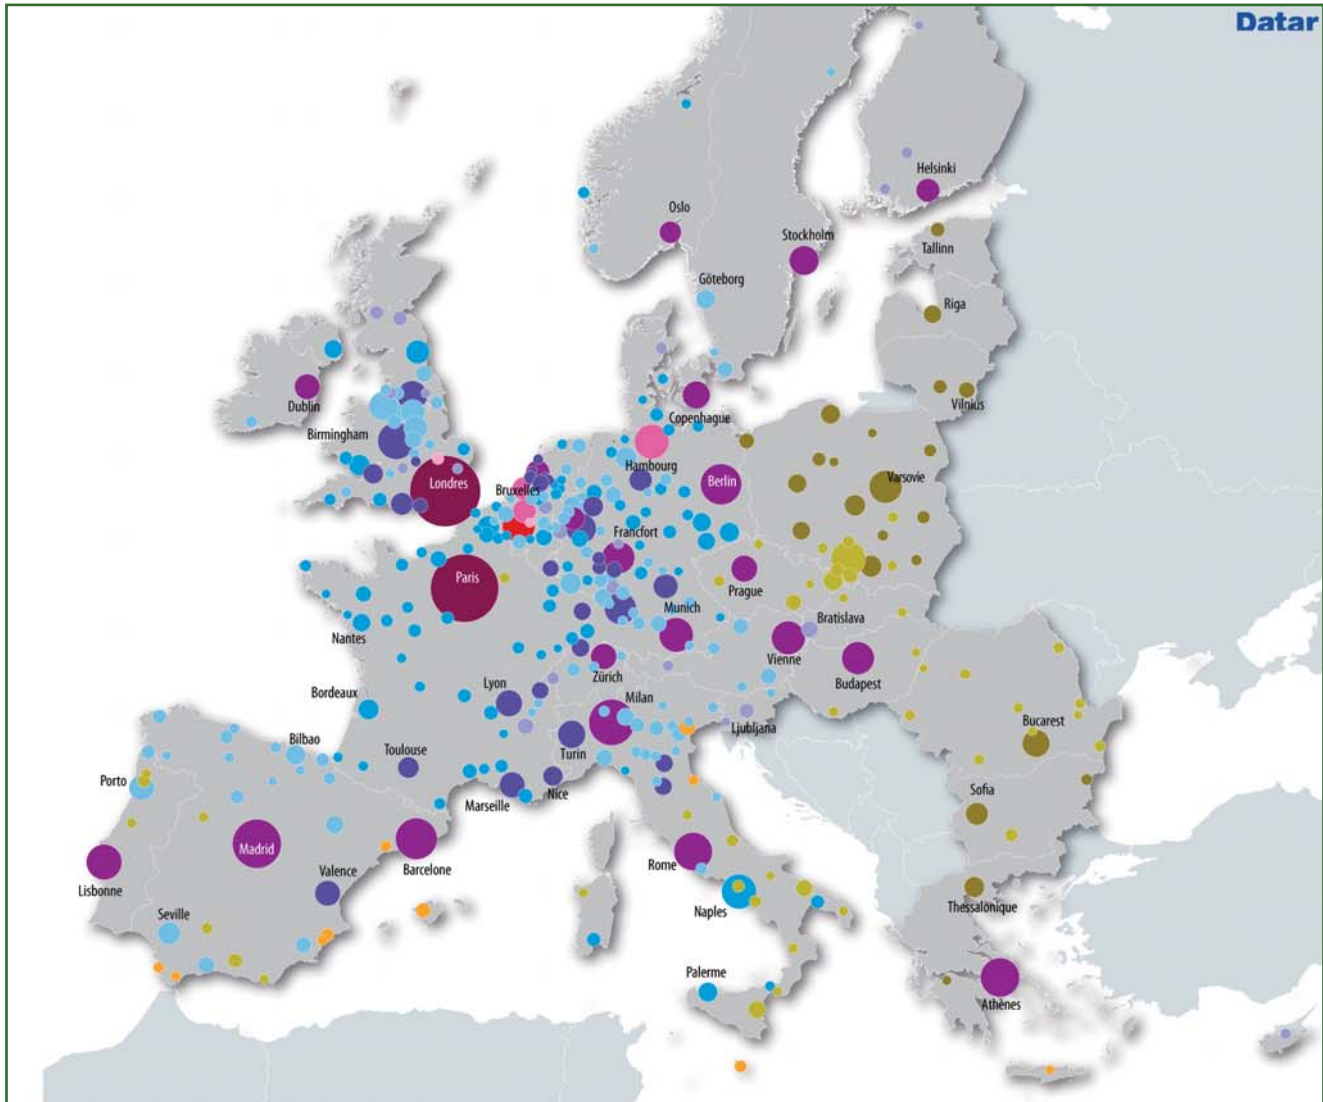 Datar
Helsinki
Oslo
Stockholm
Tallinn
Göteborg
Riga
Dublin
Copenhague
Vilnius
Birmingham
Hambourg
Londres
Bruxelles
Berlin
Varsovie
Francfort
Paris
Prague
Munich
Bratislava
Nantes
Vienne
Zürich
Budapest
Lyon
Bordeaux
Milan
Bucarest
Ljubljana
Bilbao
Toulouse
Turin
Porto
Nice
Marseille
Sofia
Madrid
Rome
Barcelone
Valence
Lisbonne
Thessalonique
Seville
Naples
Palerme
Athènes